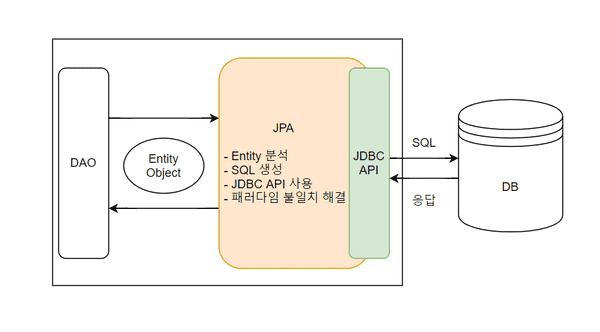 DAO
Entity
Object
JPA
- Entity 분석
- SQL 생성
- JDBC API 사용
- 패러다임 불일치 해결
JDBC
API
SQL
응답
DB